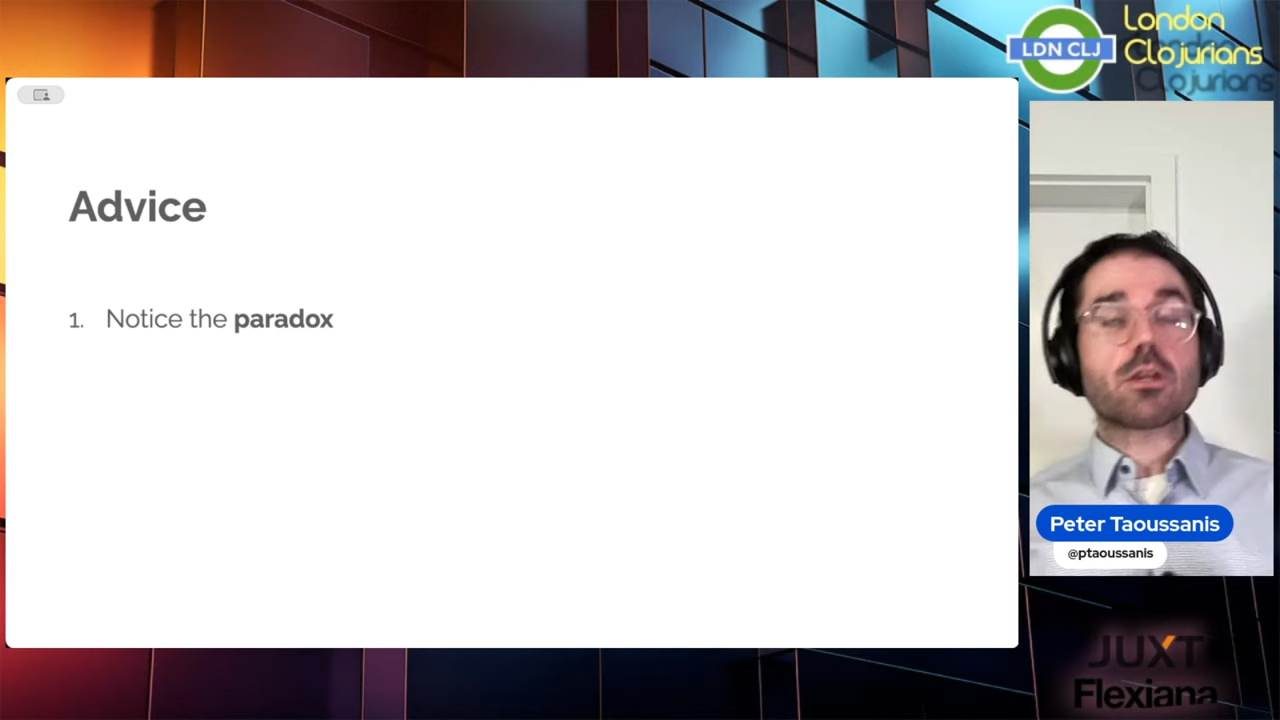 Advice
1. Notice the paradox
LDN CLJ
London
Clojurians
Clojurians
Peter Taoussanis
@ptaoussanis
JUXT
Flexiana